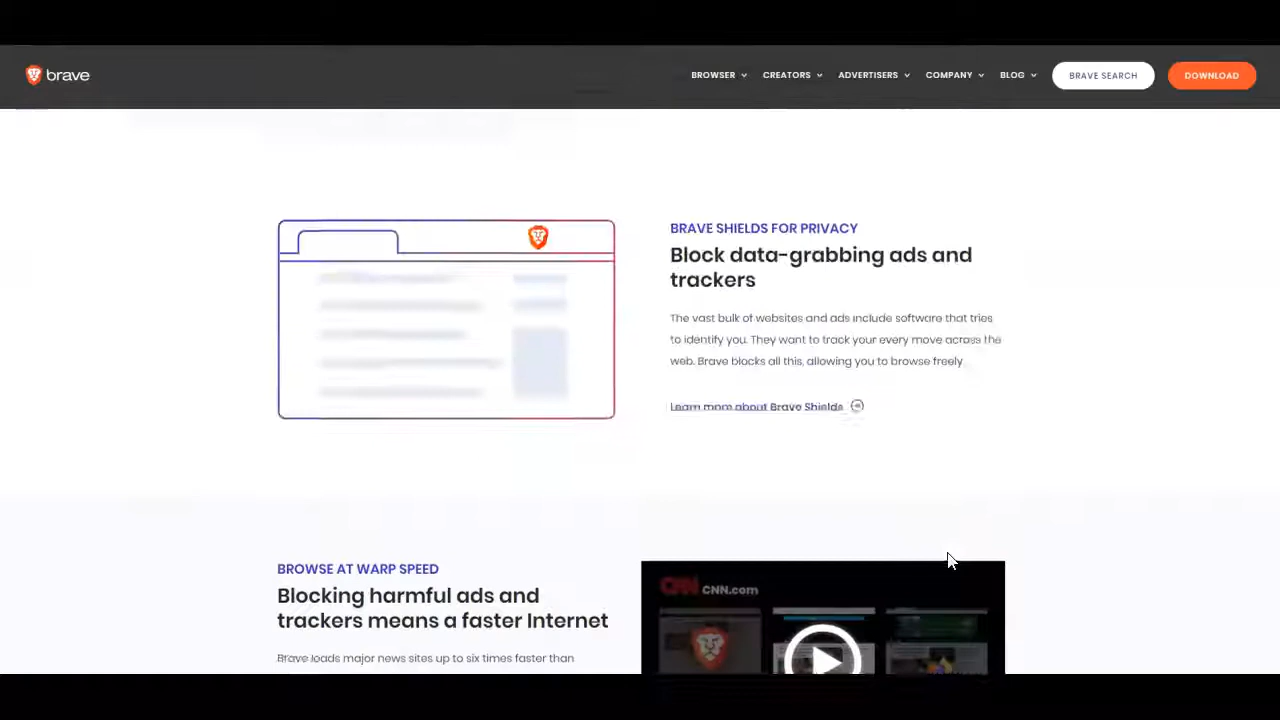 brave
BROWSER
CREATORS
ADVERTISERS
COMPANY
BLOG
BRAVE SEARCH
DOWNLOAD
BRAVE SHIELDS FOR PRIVACY
Block data-grabbing ads and
trackers
The vast bulk of websites and ads include software that tries
to identify you. They want to track your every move across the
web. Brave blocks all this, allowing you to browse freely
Learn more about Brave Shields
BROWSE AT WARP SPEED
Blocking harmful ads and
trackers means a faster Internet
Brave loads major news sites up to six times faster than
CNN CNN.com